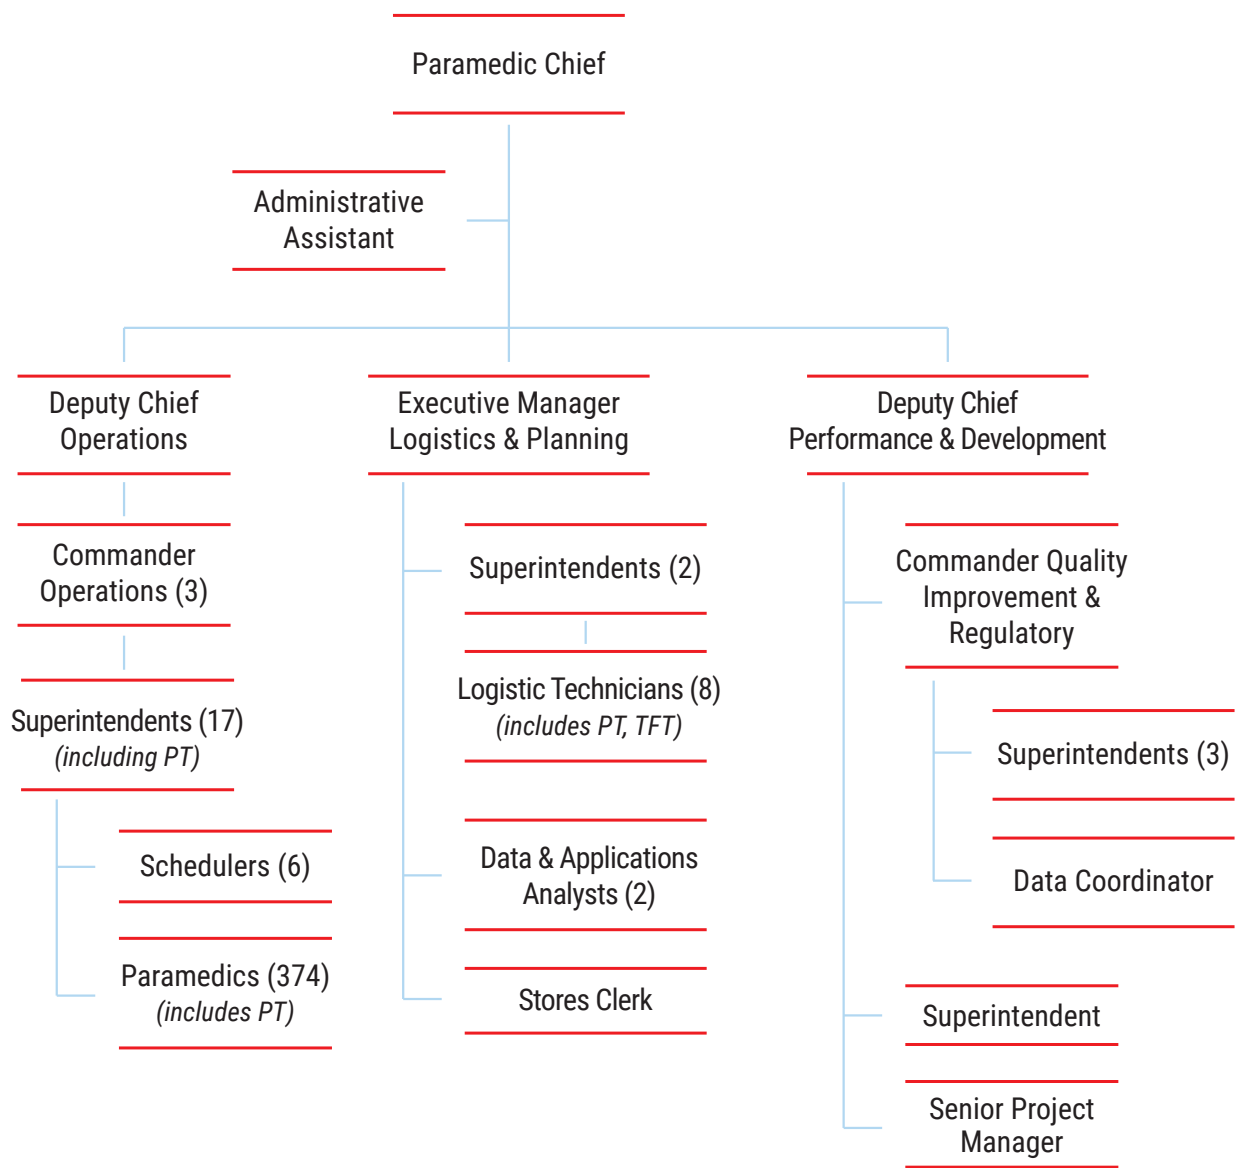 Paramedic Chief
Administrative
Assistant
Deputy Chief
Operations
Commander
Operations (3)
Superintendents (17)
(including PT)
Schedulers (6)
Paramedics (374)
(includes PT)
Executive Manager
Logistics & Planning
Superintendents (2)
Logistic Technicians (8)
(includes PT, TFT)
Data & Applications
Analysts (2)
Stores Clerk
Deputy Chief
Performance & Development
Commander Quality
Improvement &
Regulatory
Superintendents (3)
Data Coordinator
Superintendent
Senior Project
Manager